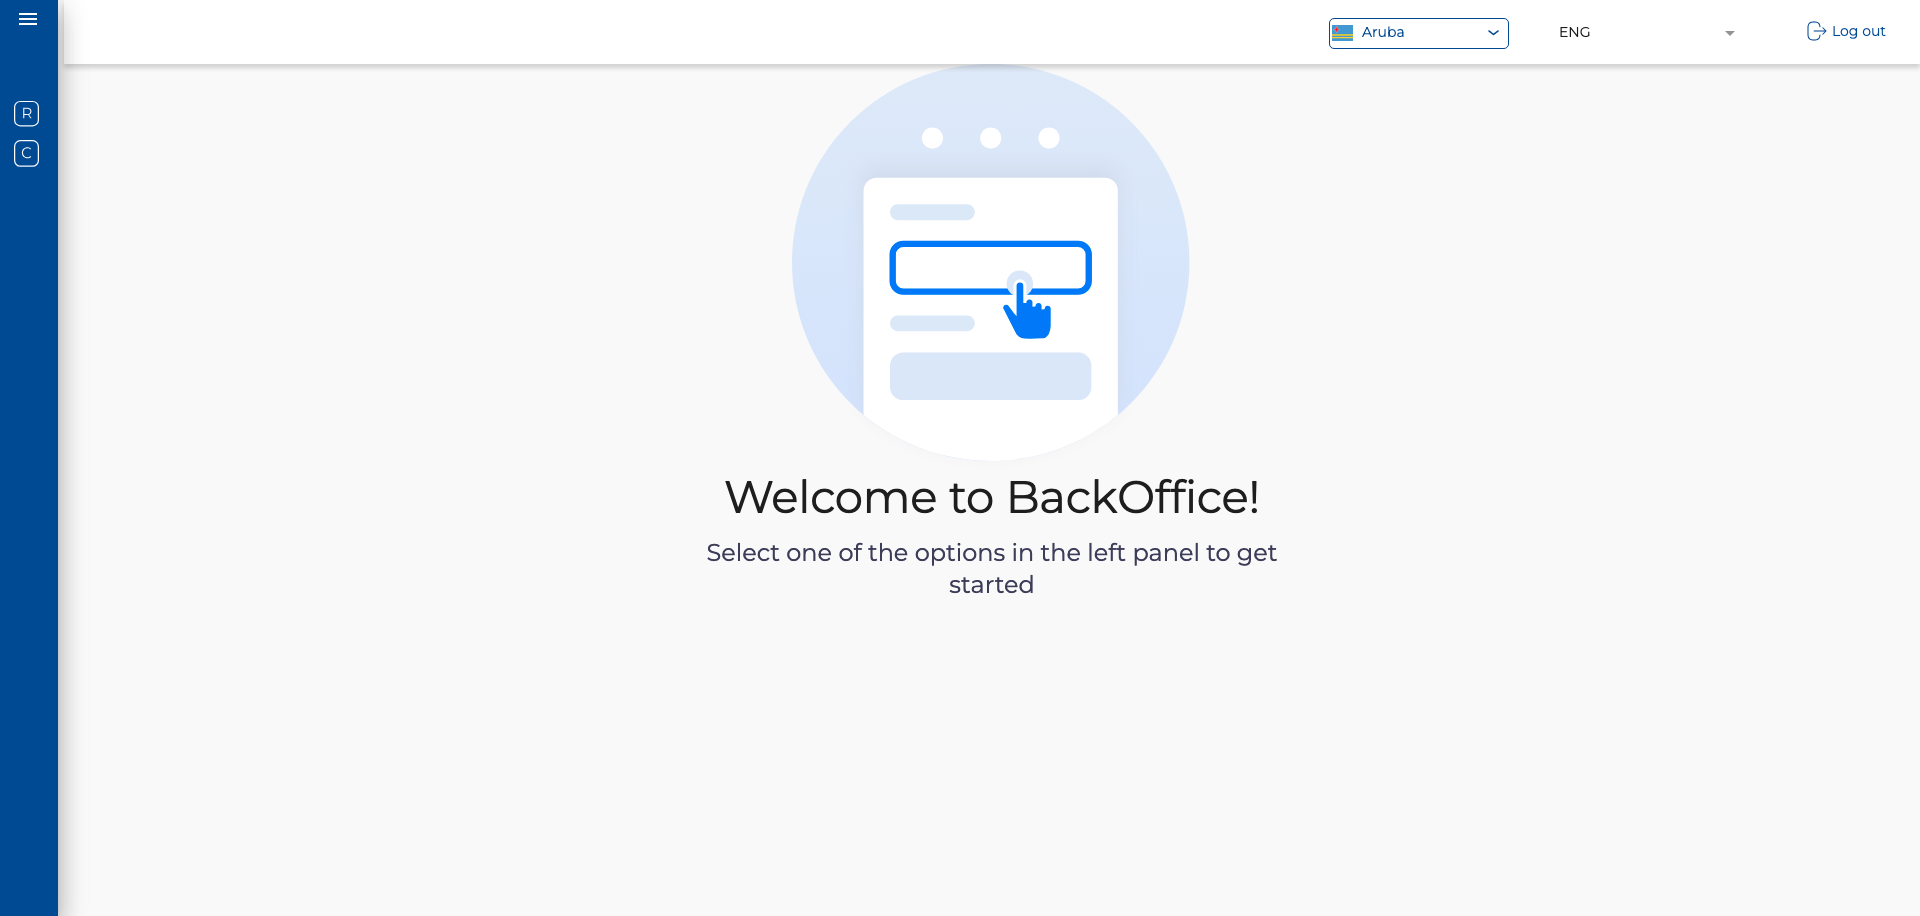 Aruba
ENG
Log out
R
C
Welcome to BackOffice!
Select one of the options in the left panel to get
started